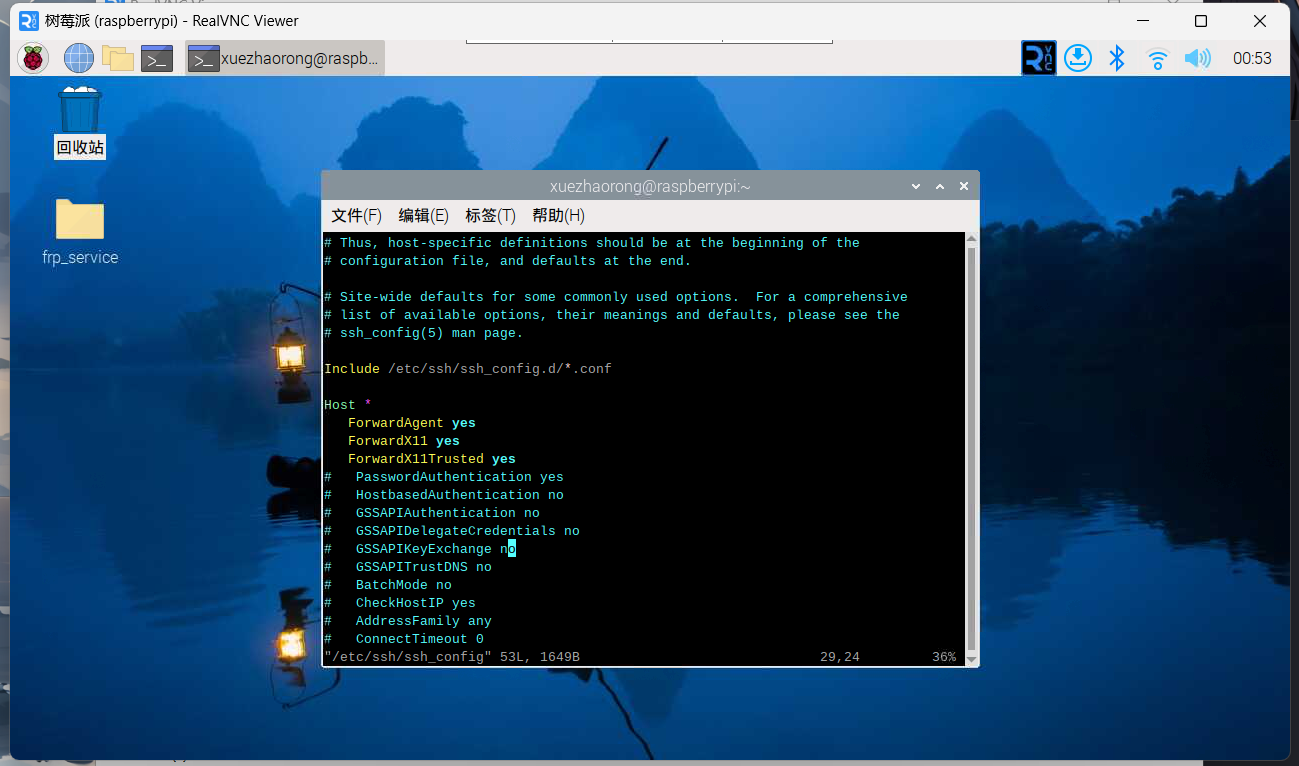 树莓派 (raspberrypi) - RealVNC Viewer
xuezhaorong@raspb...
00:53
回收站
frp_service
xuezhaorong@raspberrypi:~
文件(F) 编辑(E) 标签(T) 帮助(H)
# Thus, host-specific definitions should be at the beginning of the
# configuration file, and defaults at the end.
# Site-wide defaults for some commonly used options.  For a comprehensive
# list of available options, their meanings and defaults, please see the
# ssh_config(5) man page.
Include /etc/ssh/ssh_config.d/*.conf
Host *
   ForwardAgent yes
   ForwardX11 yes
   ForwardX11Trusted yes
#   PasswordAuthentication yes
#   HostbasedAuthentication no
#   GSSAPIAuthentication no
#   GSSAPIDelegateCredentials no
#   GSSAPIKeyExchange no
#   GSSAPITrustDNS no
#   BatchMode no
#   CheckHostIP yes
#   AddressFamily any
#   ConnectTimeout 0
"/etc/ssh/ssh_config" 53L, 1649B 29,24 36%